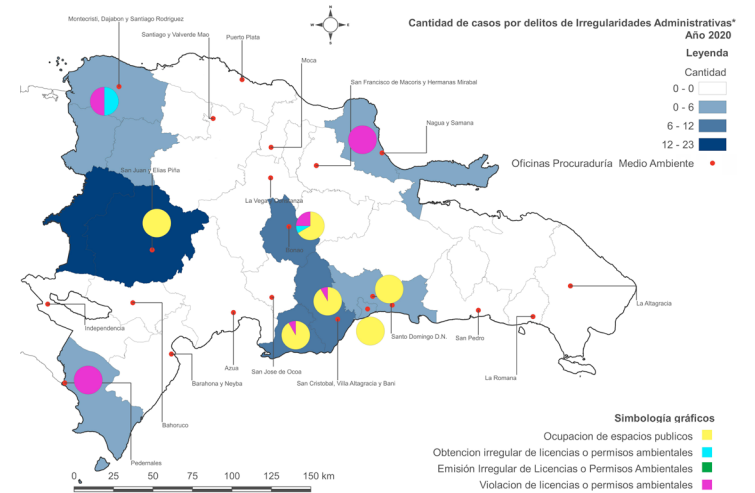 Cantidad de casos por delitos de Irregularidades Administrativas*
Año 2020
Leyenda
Cantidad
0 - 0
0 - 6
6 - 12
12 - 23
Oficinas Procuraduría Medio Ambiente
N
W
E
S
Montecristi, Dajabon y Santiago Rodriguez
Santiago y Valverde Mao
Puerto Plata
Moca
San Francisco de Macoris y Hermanas Mirabal
Nagua y Samana
San Juan y Elias Piña
La Vega y Constanza
Bonao
La Altagracia
Independencia
Santo Domingo D.N.
San Pedro
La Romana
Azua
San Jose de Ocoa
San Cristobal, Villa Altagracia y Bani
Barahona y Neyba
Bahoruco
Pedernales
0 25 50 75 100 150 km
Simbología gráficos
Ocupacion de espacios publicos
Obtencion irregular de licencias o permisos ambientales
Emisión Irregular de Licencias o Permisos Ambientales
Violacion de licencias o permisos ambientales